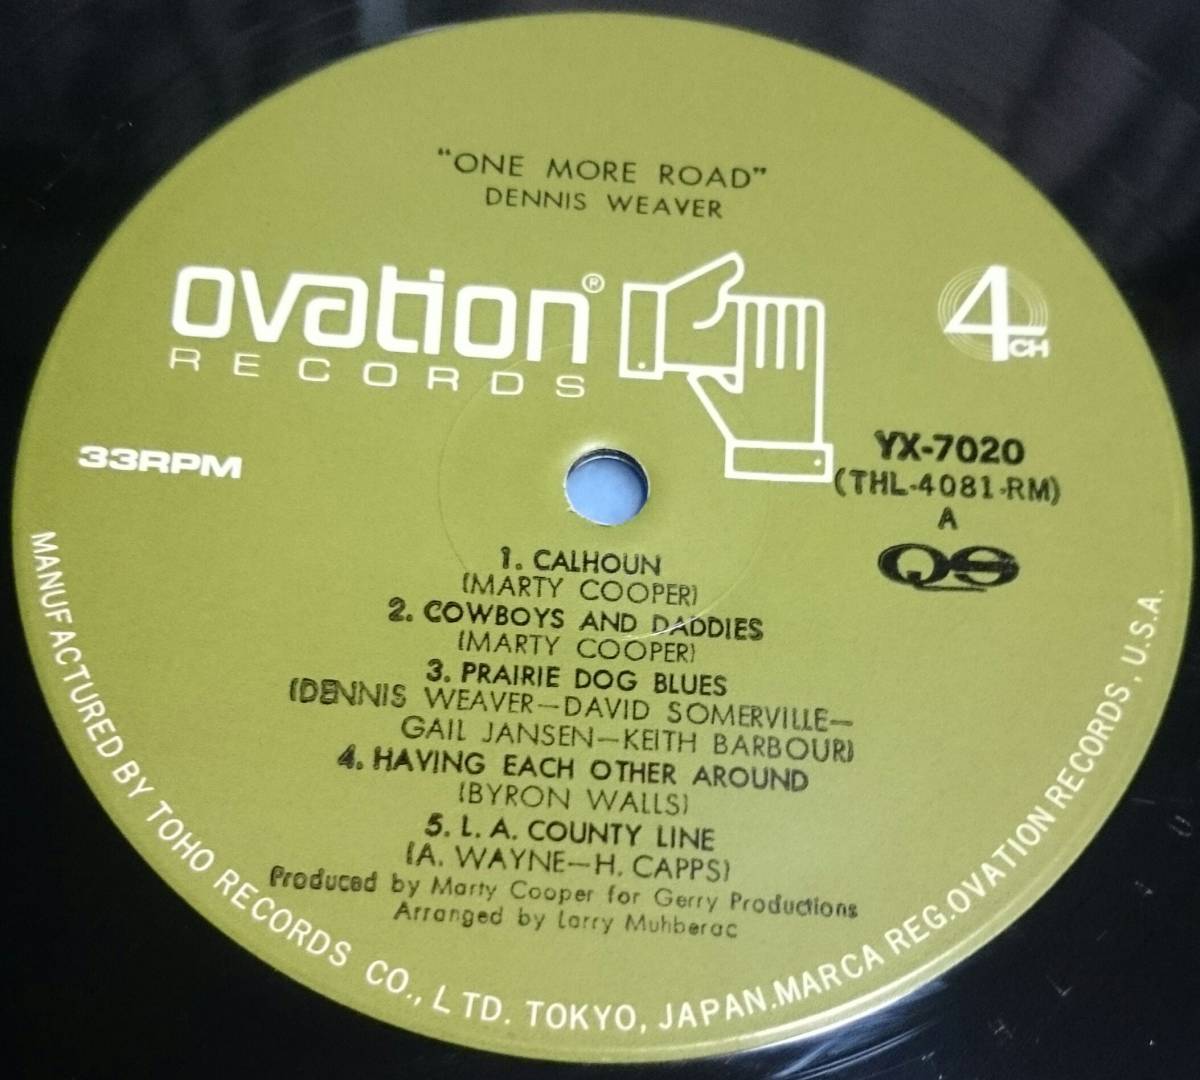 "ONE MORE ROAD"
DENNIS WEAVER
ovation®
RECORDS
4CH
33RPM
YX-7020
(THL-4081-RM)
A
QS
1. CALHOUN
(MARTY COOPER)
2. COWBOYS AND DADDIES
(MARTY COOPER)
3. PRAIRIE DOG BLUES
(DENNIS WEAVER—DAVID SOMERVILLE—
GAIL JANSEN—KEITH BARBOUR)
4. HAVING EACH OTHER AROUND
(BYRON WALLS)
5. L. A. COUNTY LINE
(A. WAYNE—H. CAPPS)
Produced by Marty Cooper for Gerry Productions
Arranged by Larry Muhberac
MANUFACTURED BY TOHO RECORDS CO., LTD. TOKYO, JAPAN.MARCA REG.OVATION RECORDS, U.S.A.